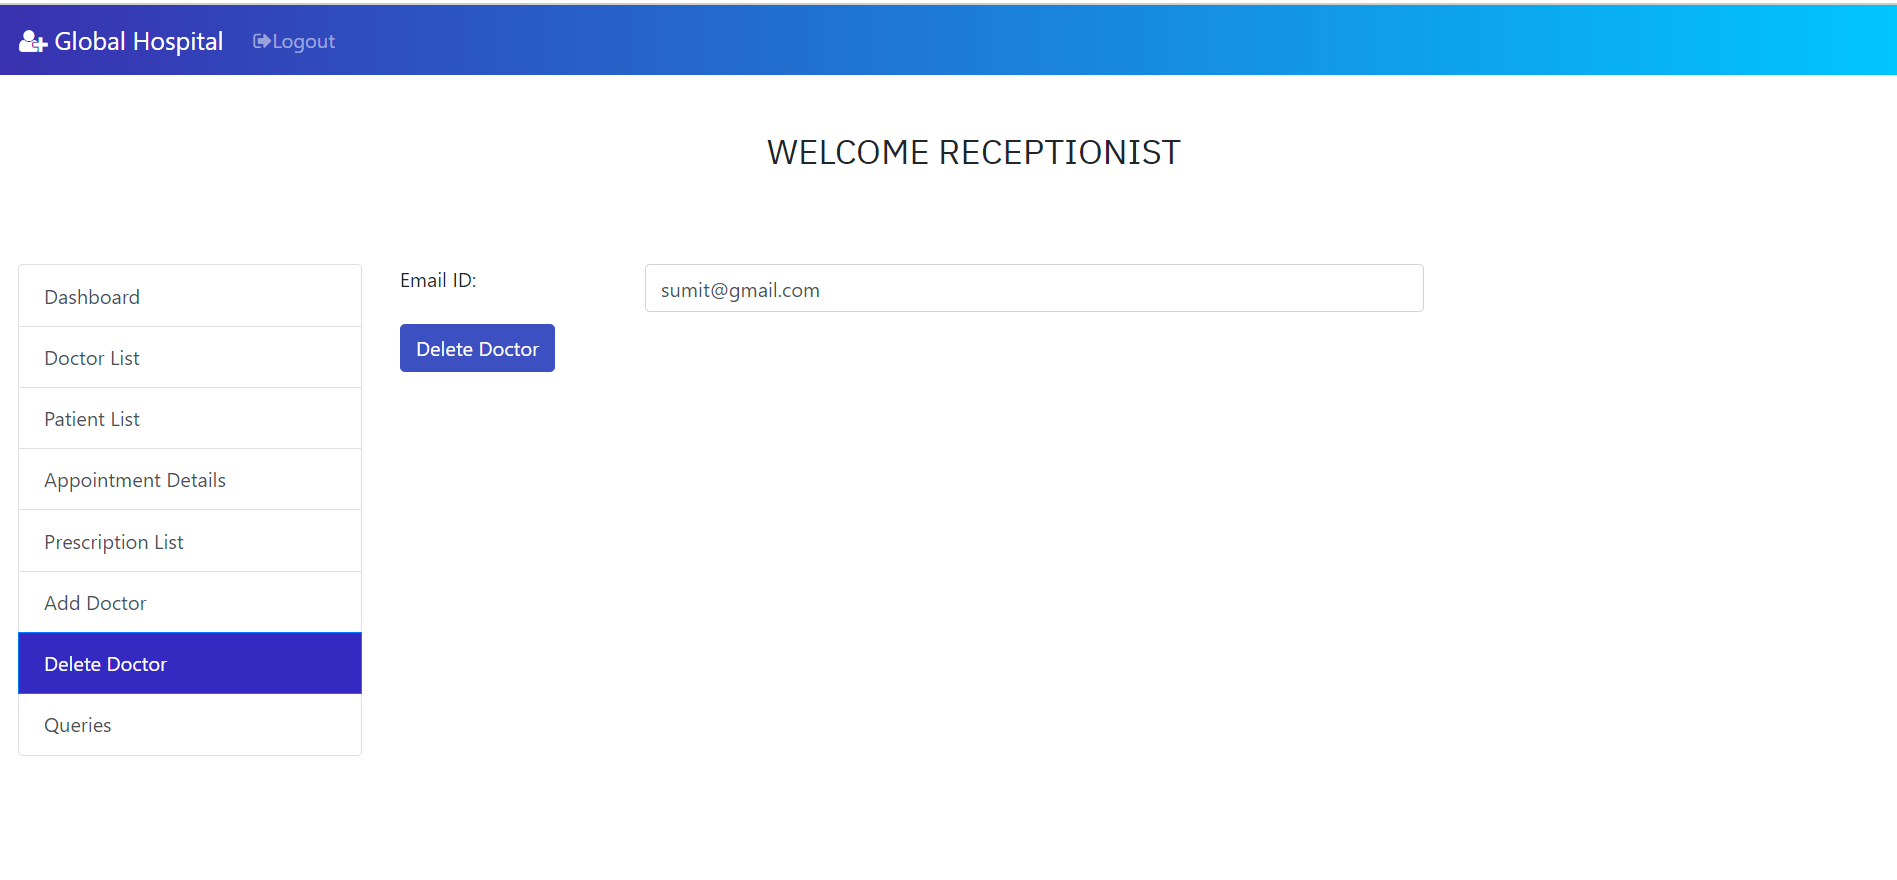 Global Hospital Logout
WELCOME RECEPTIONIST
Dashboard
Doctor List
Patient List
Appointment Details
Prescription List
Add Doctor
Delete Doctor
Queries
Email ID: sumit@gmail.com
Delete Doctor